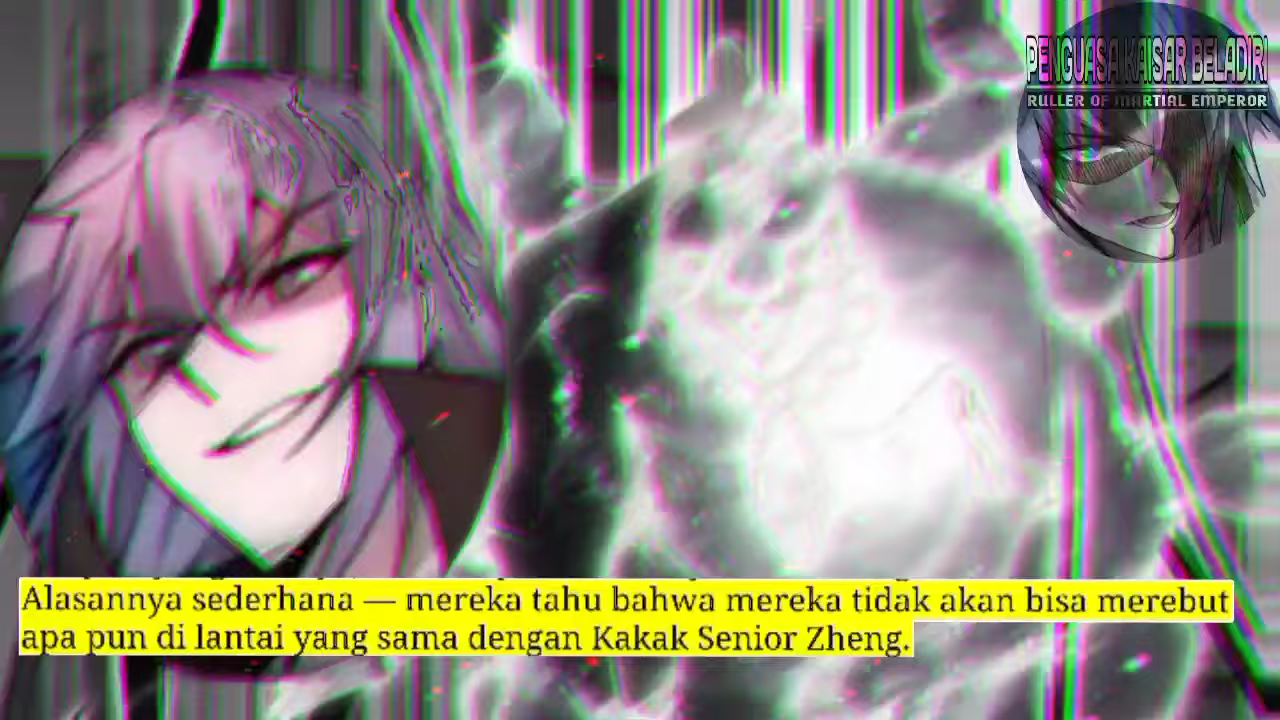 PENGUASA KAISAR BELADIRI
RULLER OF MARTIAL EMPEROR
Alasannya sederhana — mereka tahu bahwa mereka tidak akan bisa merebut
apa pun di lantai yang sama dengan Kakak Senior Zheng.